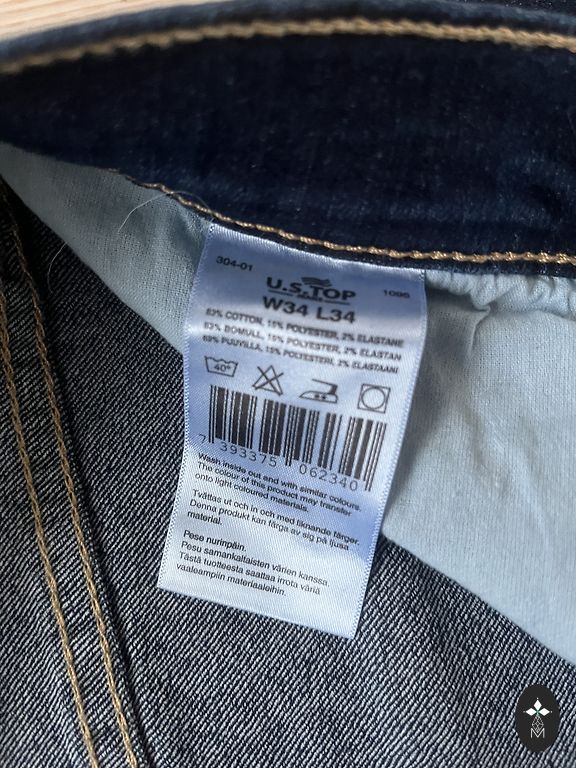 304-01
U.S.TOP
1096
W34 L34
83% COTTON, 15% POLYESTER, 2% ELASTANE
83% BOMULL, 15% POLYESTER, 2% ELASTAN
83% PUUVILLA, 15% POLYESTERI, 2% ELASTAANI
40°
7 393375 062340
Wash inside out and with similar colours.
The colour of this product may transfer
onto light coloured materials.
Tvättas ut och in och med liknande färger.
Denna produkt kan färga av sig på ljusa
material.
Pese nurinpäin.
Pesu samankaltaisten värien kanssa.
Tästä tuotteesta saattaa irrota väriä
vaaleampiin materiaaleihin.
M